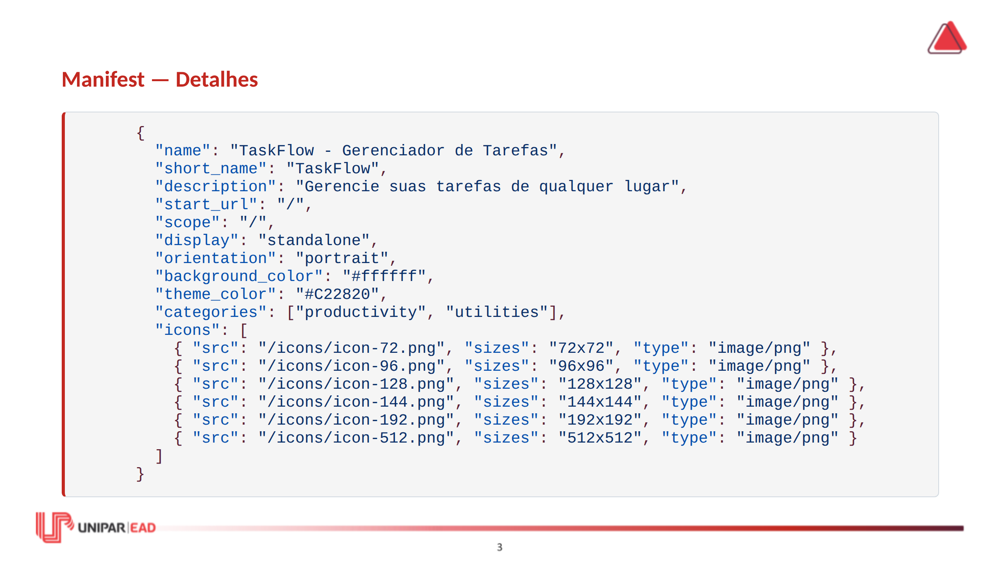 Manifest — Detalhes
{
  "name": "TaskFlow - Gerenciador de Tarefas",
  "short_name": "TaskFlow",
  "description": "Gerencie suas tarefas de qualquer lugar",
  "start_url": "/",
  "scope": "/",
  "display": "standalone",
  "orientation": "portrait",
  "background_color": "#ffffff",
  "theme_color": "#C22820",
  "categories": ["productivity", "utilities"],
  "icons": [
    { "src": "/icons/icon-72.png", "sizes": "72x72", "type": "image/png" },
    { "src": "/icons/icon-96.png", "sizes": "96x96", "type": "image/png" },
    { "src": "/icons/icon-128.png", "sizes": "128x128", "type": "image/png" },
    { "src": "/icons/icon-144.png", "sizes": "144x144", "type": "image/png" },
    { "src": "/icons/icon-192.png", "sizes": "192x192", "type": "image/png" },
    { "src": "/icons/icon-512.png", "sizes": "512x512", "type": "image/png" }
  ]
}
UNIPAR|EAD
3